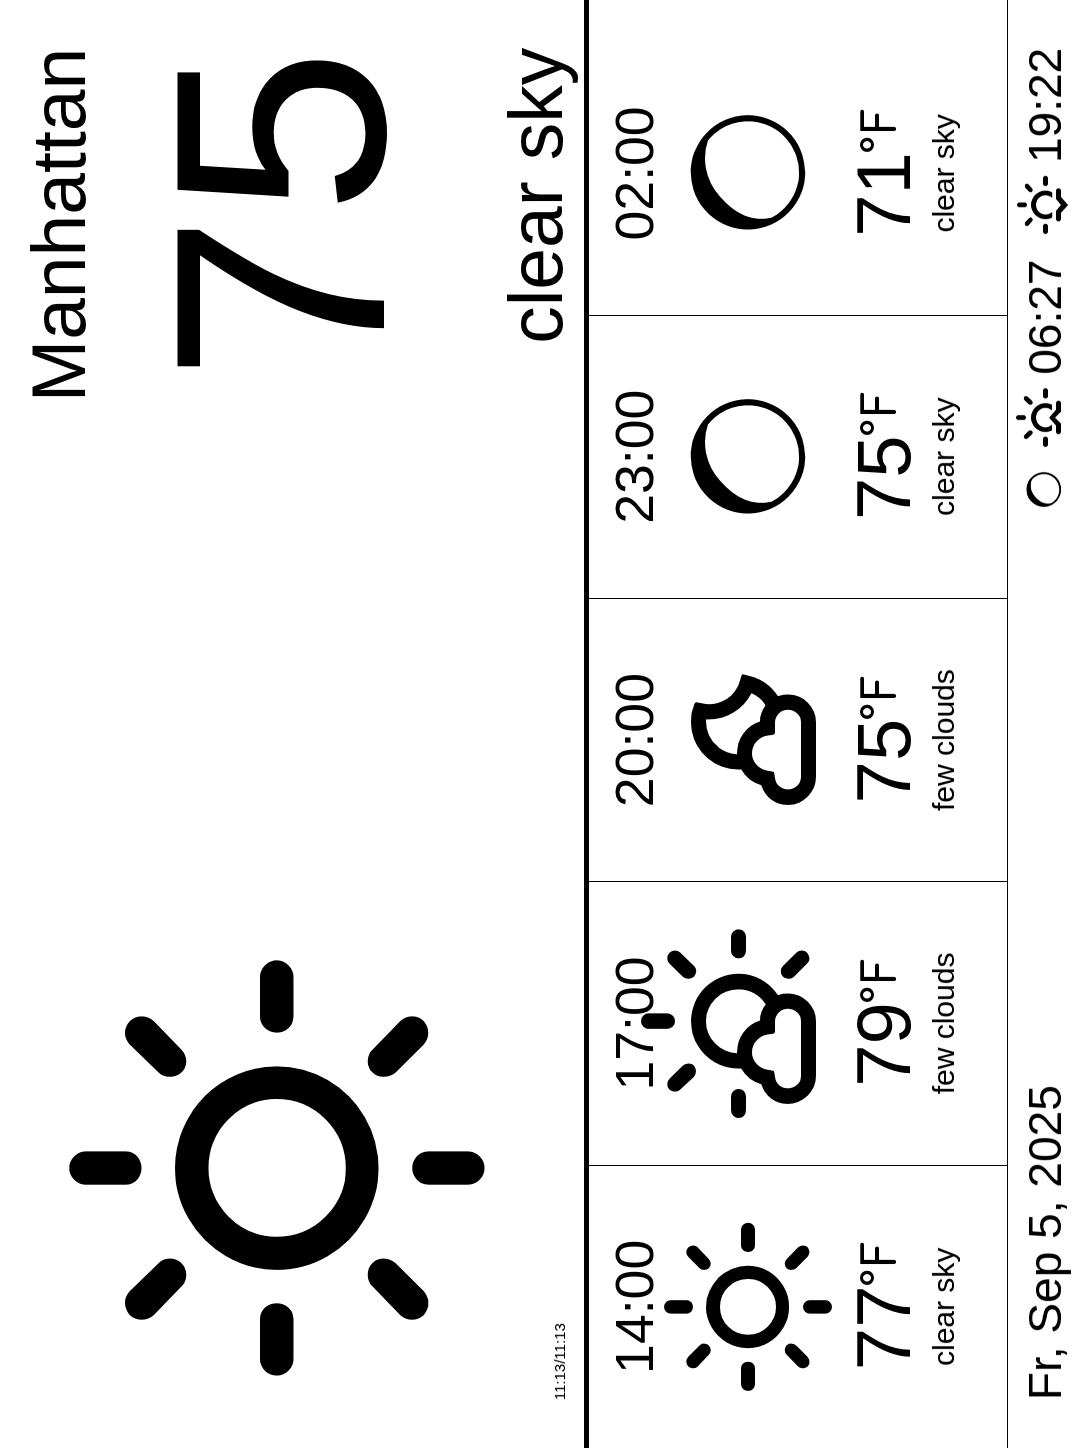 Manhattan
75
clear sky
11:13/11:13
14:00
77°F
clear sky
17:00
79°F
few clouds
20:00
75°F
few clouds
23:00
75°F
clear sky
02:00
71°F
clear sky
Fr, Sep 5, 2025
06:27 19:22